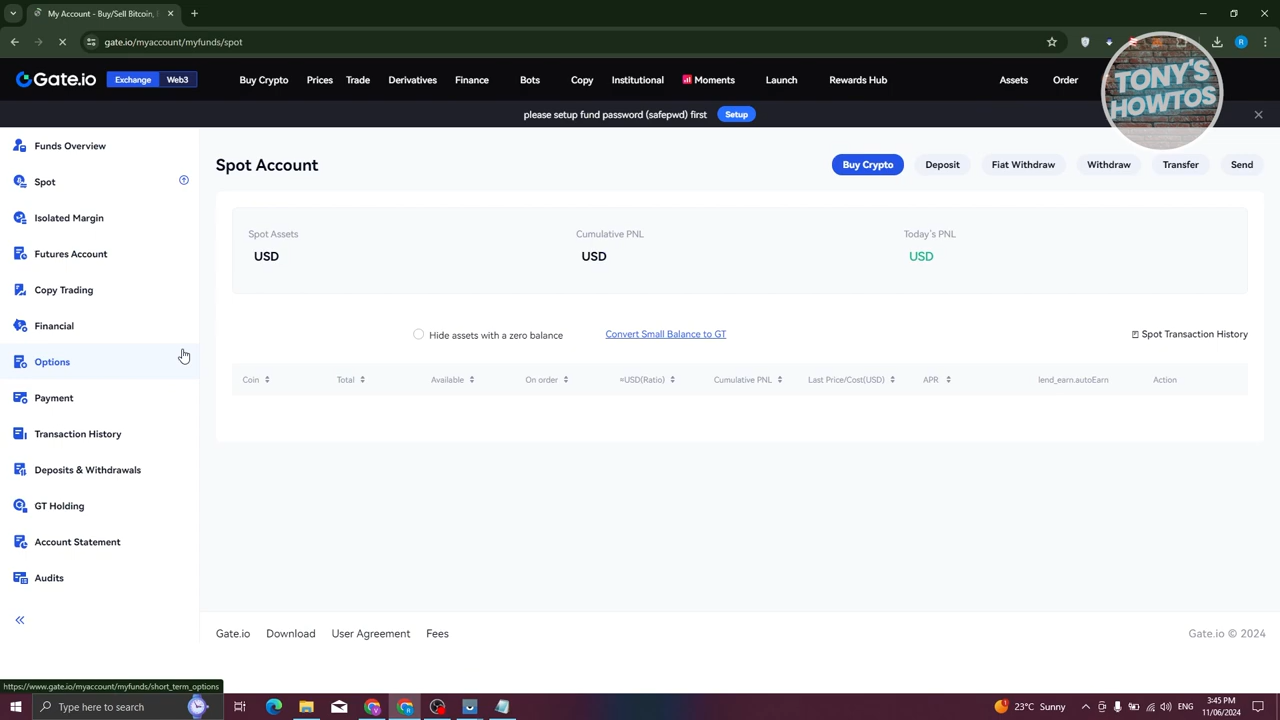 My Account - Buy/Sell Bitcoin,
gate.io/myaccount/myfunds/spot
R
Gate.io
Exchange
Web3
Buy Crypto
Prices
Trade
Derivatives
Finance
Bots
Copy
Institutional
Moments
Launch
Rewards Hub
Assets
Order
TONY'S
HOWTOS
please setup fund password (safepwd) first
Setup
Funds Overview
Spot
Isolated Margin
Futures Account
Copy Trading
Financial
Options
Payment
Transaction History
Deposits & Withdrawals
GT Holding
Account Statement
Audits
Spot Account
Buy Crypto
Deposit
Fiat Withdraw
Withdraw
Transfer
Send
Spot Assets
Cumulative PNL
Today's PNL
USD
USD
USD
Hide assets with a zero balance
Convert Small Balance to GT
Spot Transaction History
Coin
Total
Available
On order
=USD(Ratio)
Cumulative PNL
Last Price/Cost(USD)
APR
lend_earn.autoEarn
Action
Gate.io
Download
User Agreement
Fees
Gate.io © 2024
https://www.gate.io/myaccount/myfunds/short_term_options
Type here to search
23°C Sunny
3:45 PM
11/06/2024